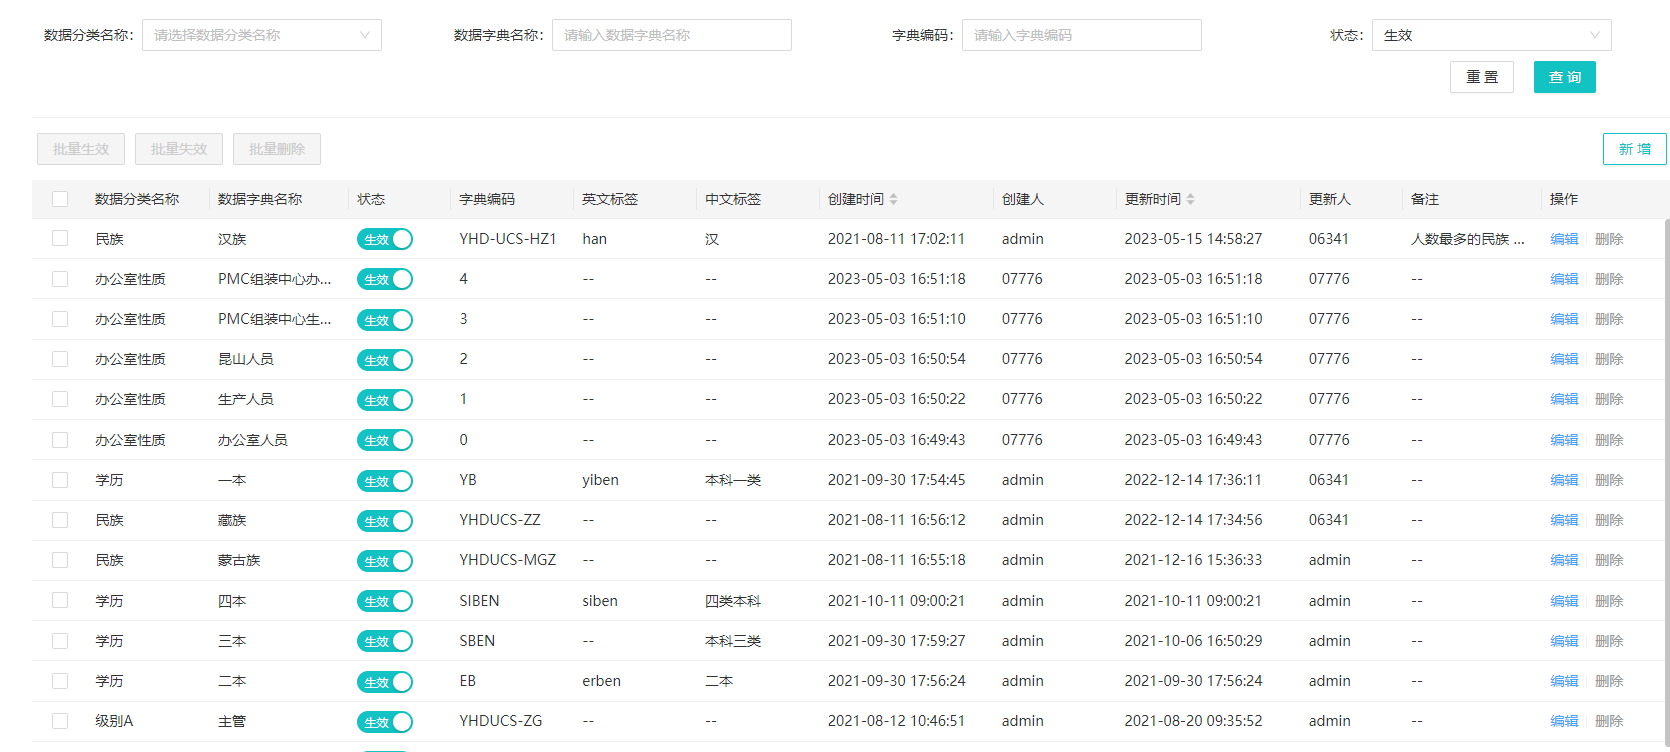 数据分类名称: 请选择数据分类名称 数据字典名称: 请输入数据字典名称 字典编码: 请输入字典编码 状态: 生效
重 置 查 询
批量生效 批量失效 批量删除 新 增
数据分类名称 数据字典名称 状态 字典编码 英文标签 中文标签 创建时间 创建人 更新时间 更新人 备注 操作
民族 汉族 生效 YHD-UCS-HZ1 han 汉 2021-08-11 17:02:11 admin 2023-05-15 14:58:27 06341 人数最多的民族 ... 编辑 删除
办公室性质 PMC组装中心办... 生效 4 -- -- 2023-05-03 16:51:18 07776 2023-05-03 16:51:18 07776 -- 编辑 删除
办公室性质 PMC组装中心生... 生效 3 -- -- 2023-05-03 16:51:10 07776 2023-05-03 16:51:10 07776 -- 编辑 删除
办公室性质 昆山人员 生效 2 -- -- 2023-05-03 16:50:54 07776 2023-05-03 16:50:54 07776 -- 编辑 删除
办公室性质 生产人员 生效 1 -- -- 2023-05-03 16:50:22 07776 2023-05-03 16:50:22 07776 -- 编辑 删除
办公室性质 办公室人员 生效 0 -- -- 2023-05-03 16:49:43 07776 2023-05-03 16:49:43 07776 -- 编辑 删除
学历 一本 生效 YB yiben 本科一类 2021-09-30 17:54:45 admin 2022-12-14 17:36:11 06341 -- 编辑 删除
民族 藏族 生效 YHDUCS-ZZ -- -- 2021-08-11 16:56:12 admin 2022-12-14 17:34:56 06341 -- 编辑 删除
民族 蒙古族 生效 YHDUCS-MGZ -- -- 2021-08-11 16:55:18 admin 2021-12-16 15:36:33 admin -- 编辑 删除
学历 四本 生效 SIBEN siben 四类本科 2021-10-11 09:00:21 admin 2021-10-11 09:00:21 admin -- 编辑 删除
学历 三本 生效 SBEN -- 本科三类 2021-09-30 17:59:27 admin 2021-10-06 16:50:29 admin -- 编辑 删除
学历 二本 生效 EB erben 二本 2021-09-30 17:56:24 admin 2021-09-30 17:56:24 admin -- 编辑 删除
级别A 主管 生效 YHDUCS-ZG -- -- 2021-08-12 10:46:51 admin 2021-08-20 09:35:52 admin -- 编辑 删除